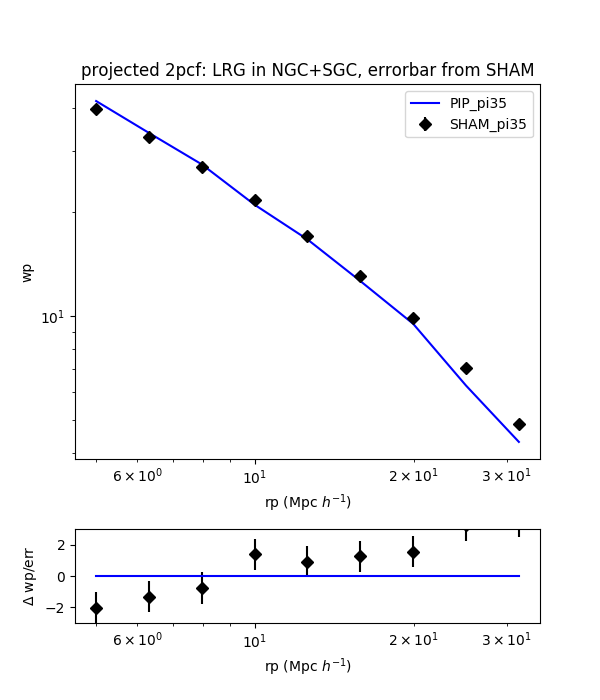 projected 2pcf: LRG in NGC+SGC, errorbar from SHAM
PIP_pi35
SHAM_pi35
wp
10¹
6 × 10⁰ 10¹ 2 × 10¹ 3 × 10¹
rp (Mpc h⁻¹)
Δ wp/err
2
0
−2
6 × 10⁰ 10¹ 2 × 10¹ 3 × 10¹
rp (Mpc h⁻¹)